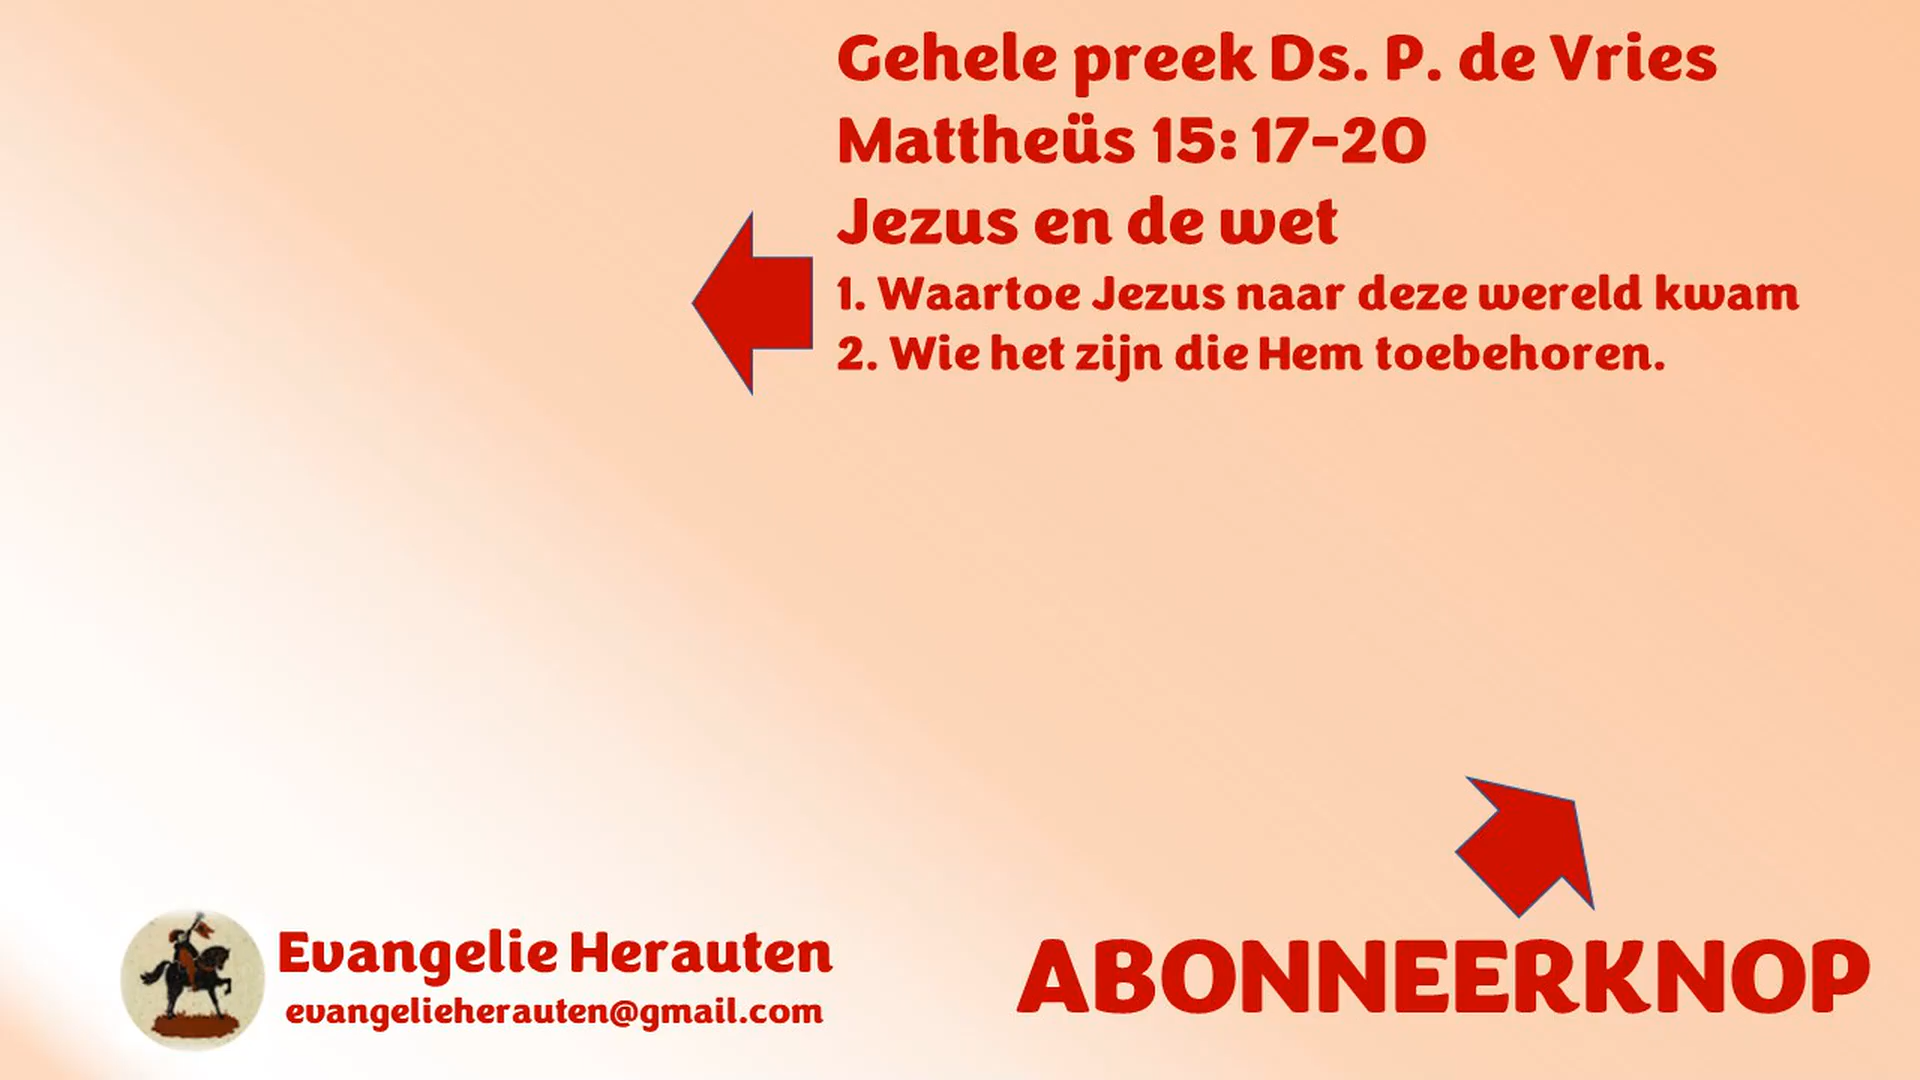 Gehele preek Ds. P. de Vries
Mattheüs 15: 17-20
Jezus en de wet
1. Waartoe Jezus naar deze wereld kwam
2. Wie het zijn die Hem toebehoren.
Evangelie Herauten
evangelieherauten@gmail.com
ABONNEERKNOP